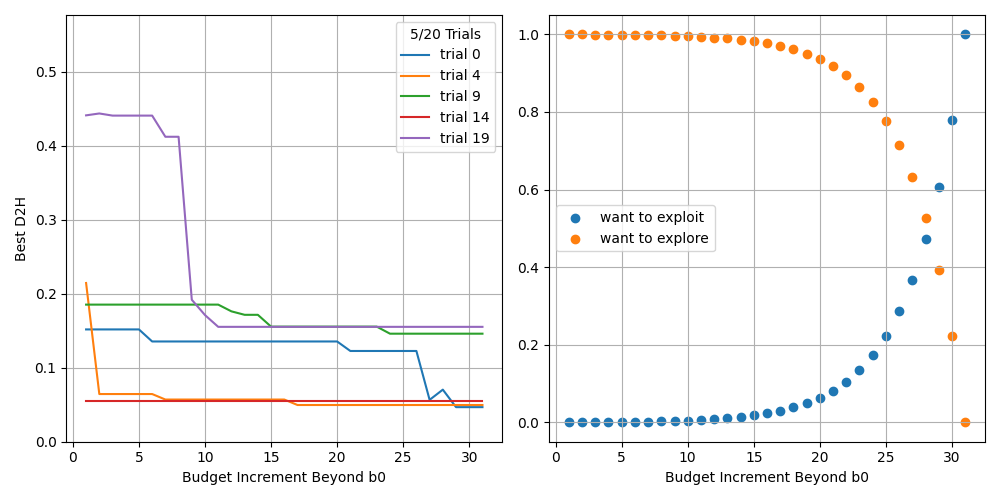 5/20 Trials
trial 0
trial 4
trial 9
trial 14
trial 19
Best D2H
0.5
0.4
0.3
0.2
0.1
0.0
0 5 10 15 20 25 30
Budget Increment Beyond b0
1.0
0.8
0.6
0.4
0.2
0.0
want to exploit
want to explore
0 5 10 15 20 25 30
Budget Increment Beyond b0